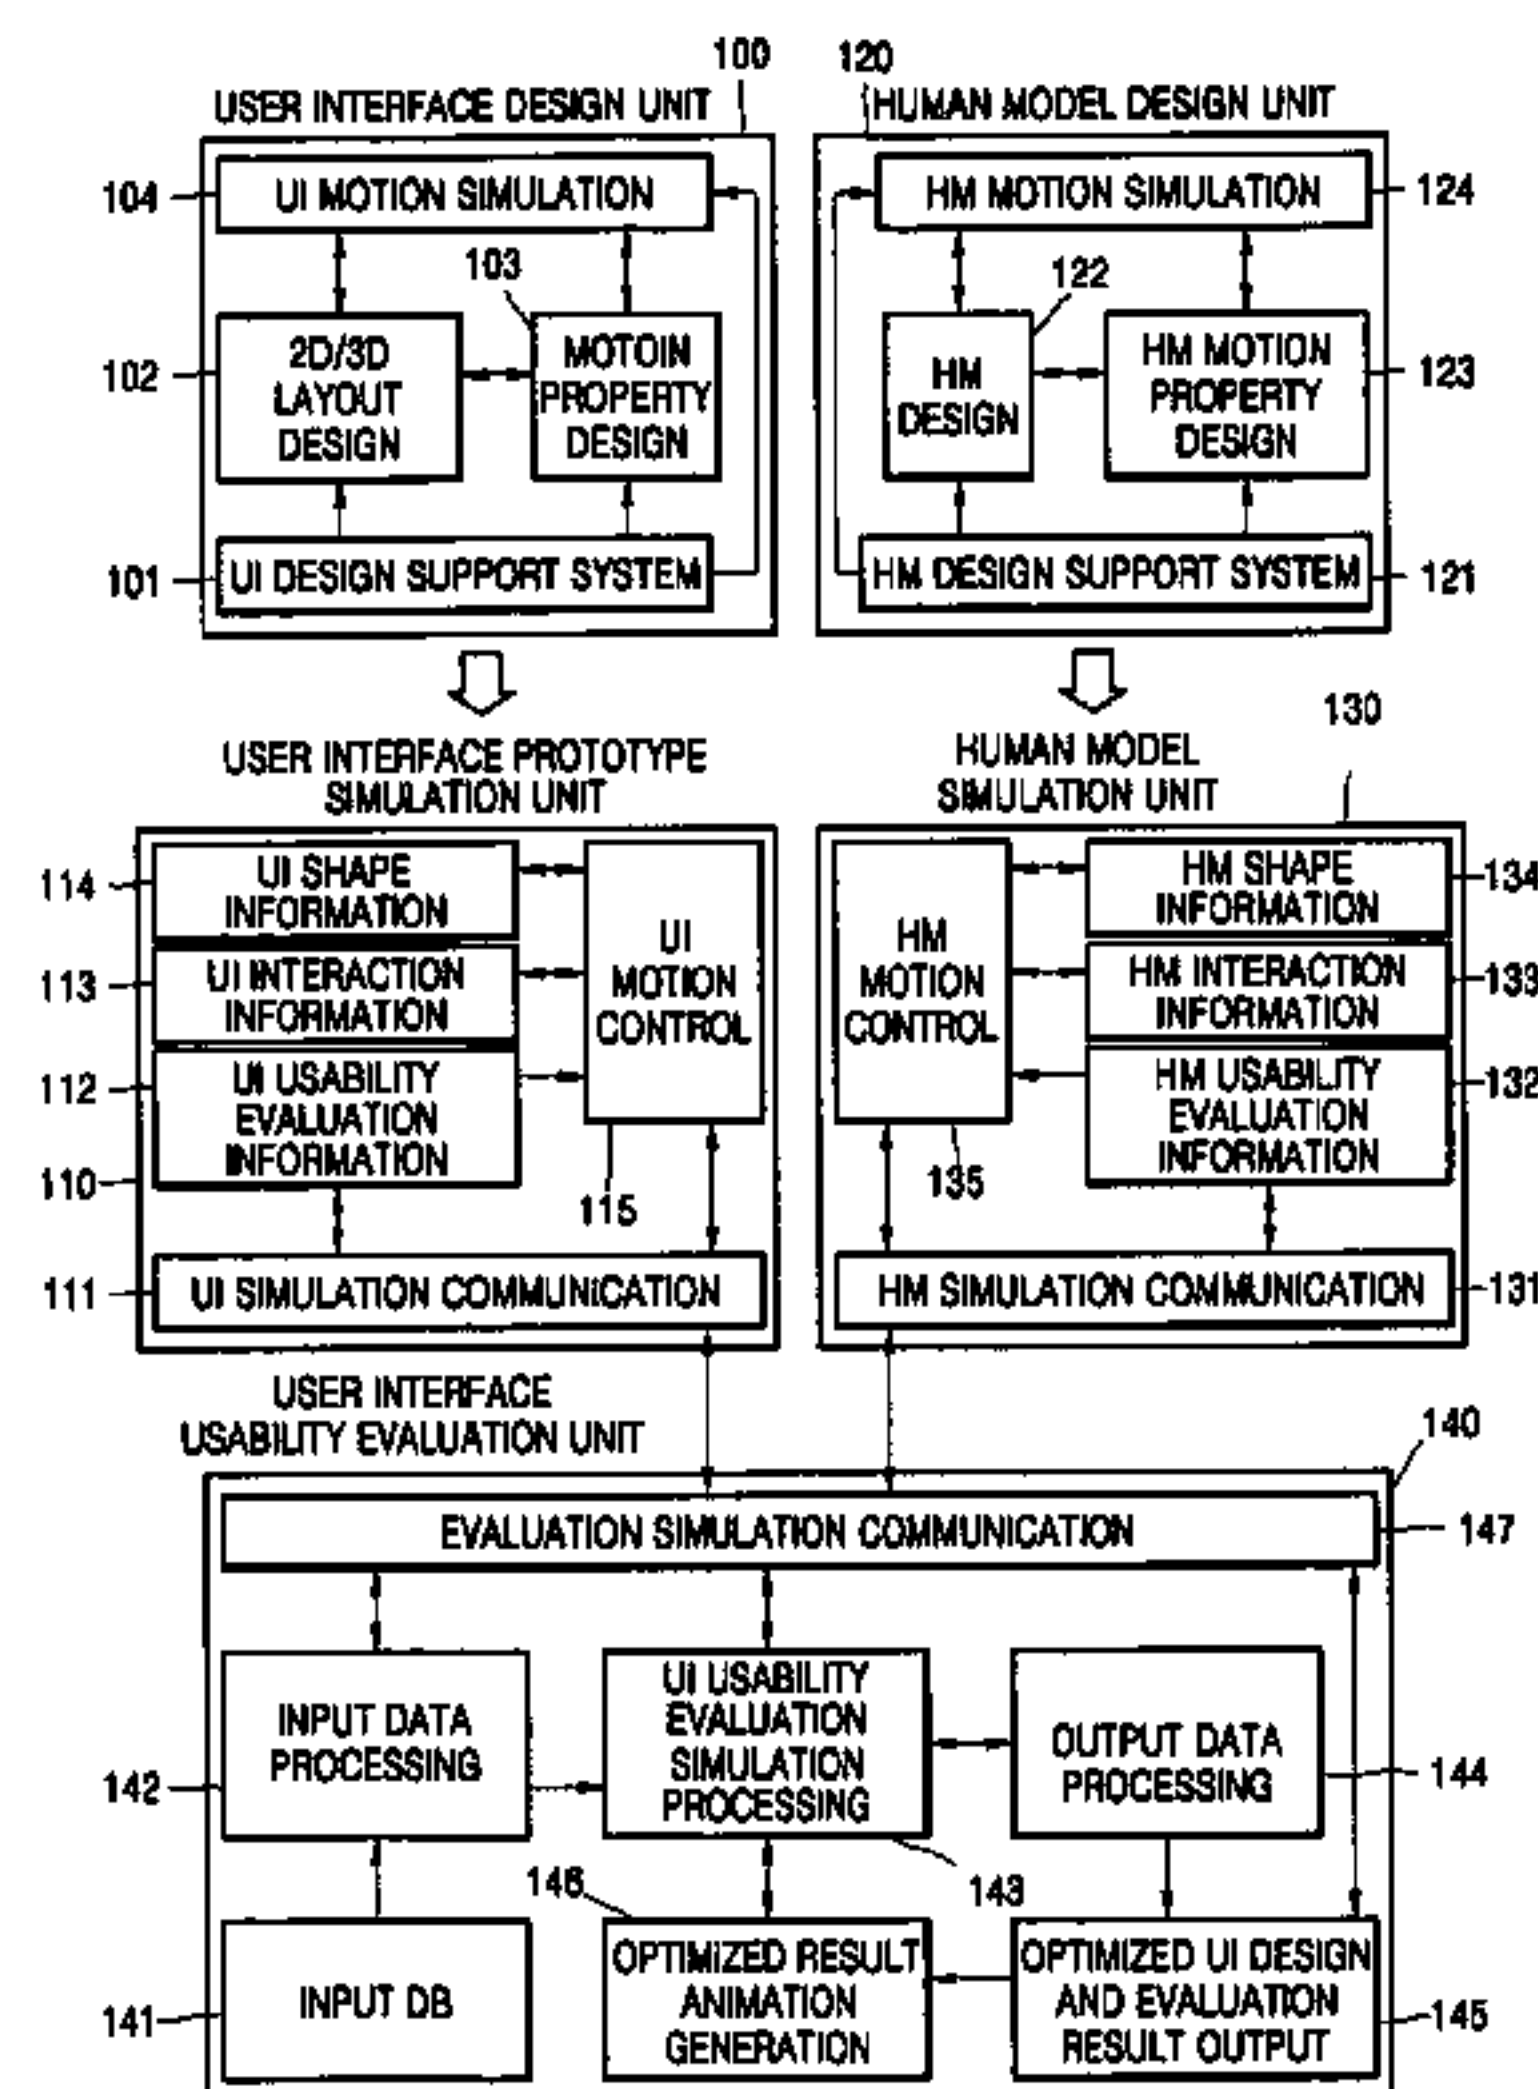 100
120
USER INTERFACE DESIGN UNIT
HUMAN MODEL DESIGN UNIT
104
UI MOTION SIMULATION
HM MOTION SIMULATION
124
103
122
102
2D/3D
LAYOUT
DESIGN
MOTOIN
PROPERTY
DESIGN
HM
DESIGN
HM MOTION
PROPERTY
DESIGN
123
101
UI DESIGN SUPPORT SYSTEM
HM DESIGN SUPPORT SYSTEM
121
USER INTERFACE PROTOTYPE
SIMULATION UNIT
HUMAN MODEL
SIMULATION UNIT
130
114
UI SHAPE
INFORMATION
113
UI INTERACTION
INFORMATION
112
UI USABILITY
EVALUATION
INFORMATION
110
UI
MOTION
CONTROL
115
HM
MOTION
CONTROL
135
HM SHAPE
INFORMATION
134
HM INTERACTION
INFORMATION
133
HM USABILITY
EVALUATION
INFORMATION
132
111
UI SIMULATION COMMUNICATION
HM SIMULATION COMMUNICATION
131
USER INTERFACE
USABILITY EVALUATION UNIT
140
EVALUATION SIMULATION COMMUNICATION
147
142
INPUT DATA
PROCESSING
UI USABILITY
EVALUATION
SIMULATION
PROCESSING
143
OUTPUT DATA
PROCESSING
144
141
INPUT DB
146
OPTIMIZED RESULT
ANIMATION
GENERATION
OPTIMIZED UI DESIGN
AND EVALUATION
RESULT OUTPUT
145